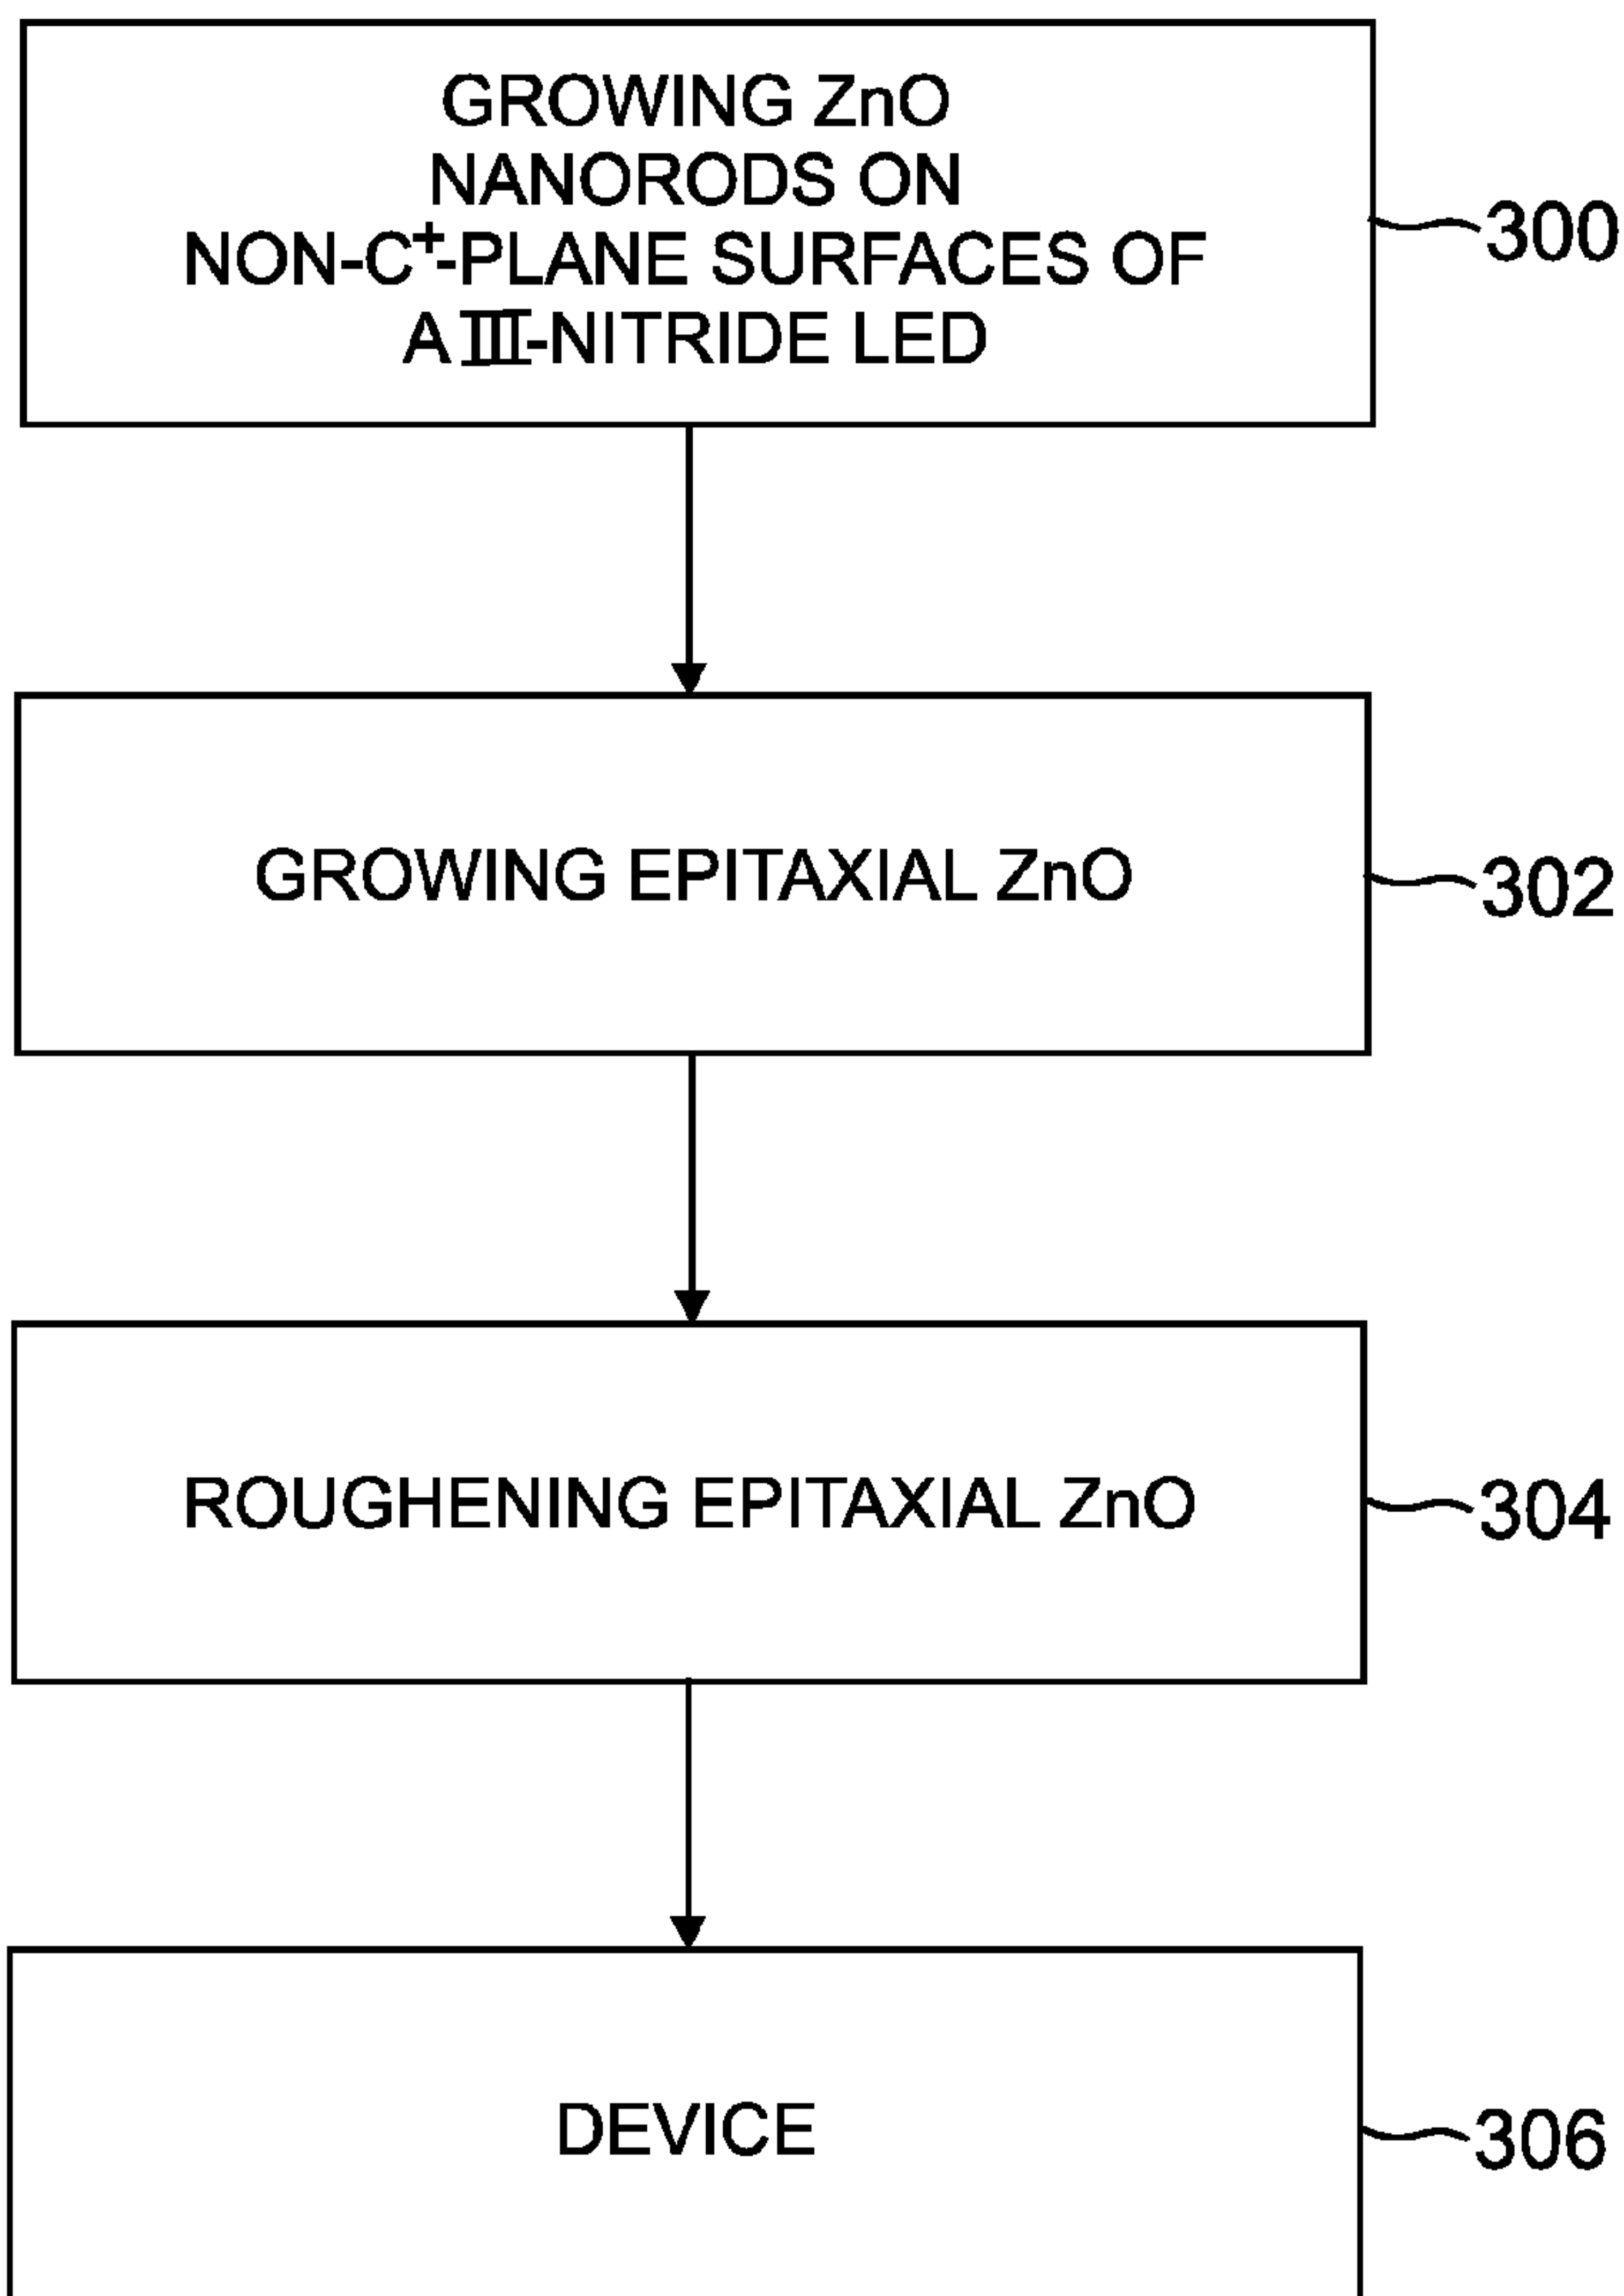 GROWING ZnO
NANORODS ON
NON-C⁺-PLANE SURFACES OF
A III-NITRIDE LED
300
GROWING EPITAXIAL ZnO
302
ROUGHENING EPITAXIAL ZnO
304
DEVICE
306